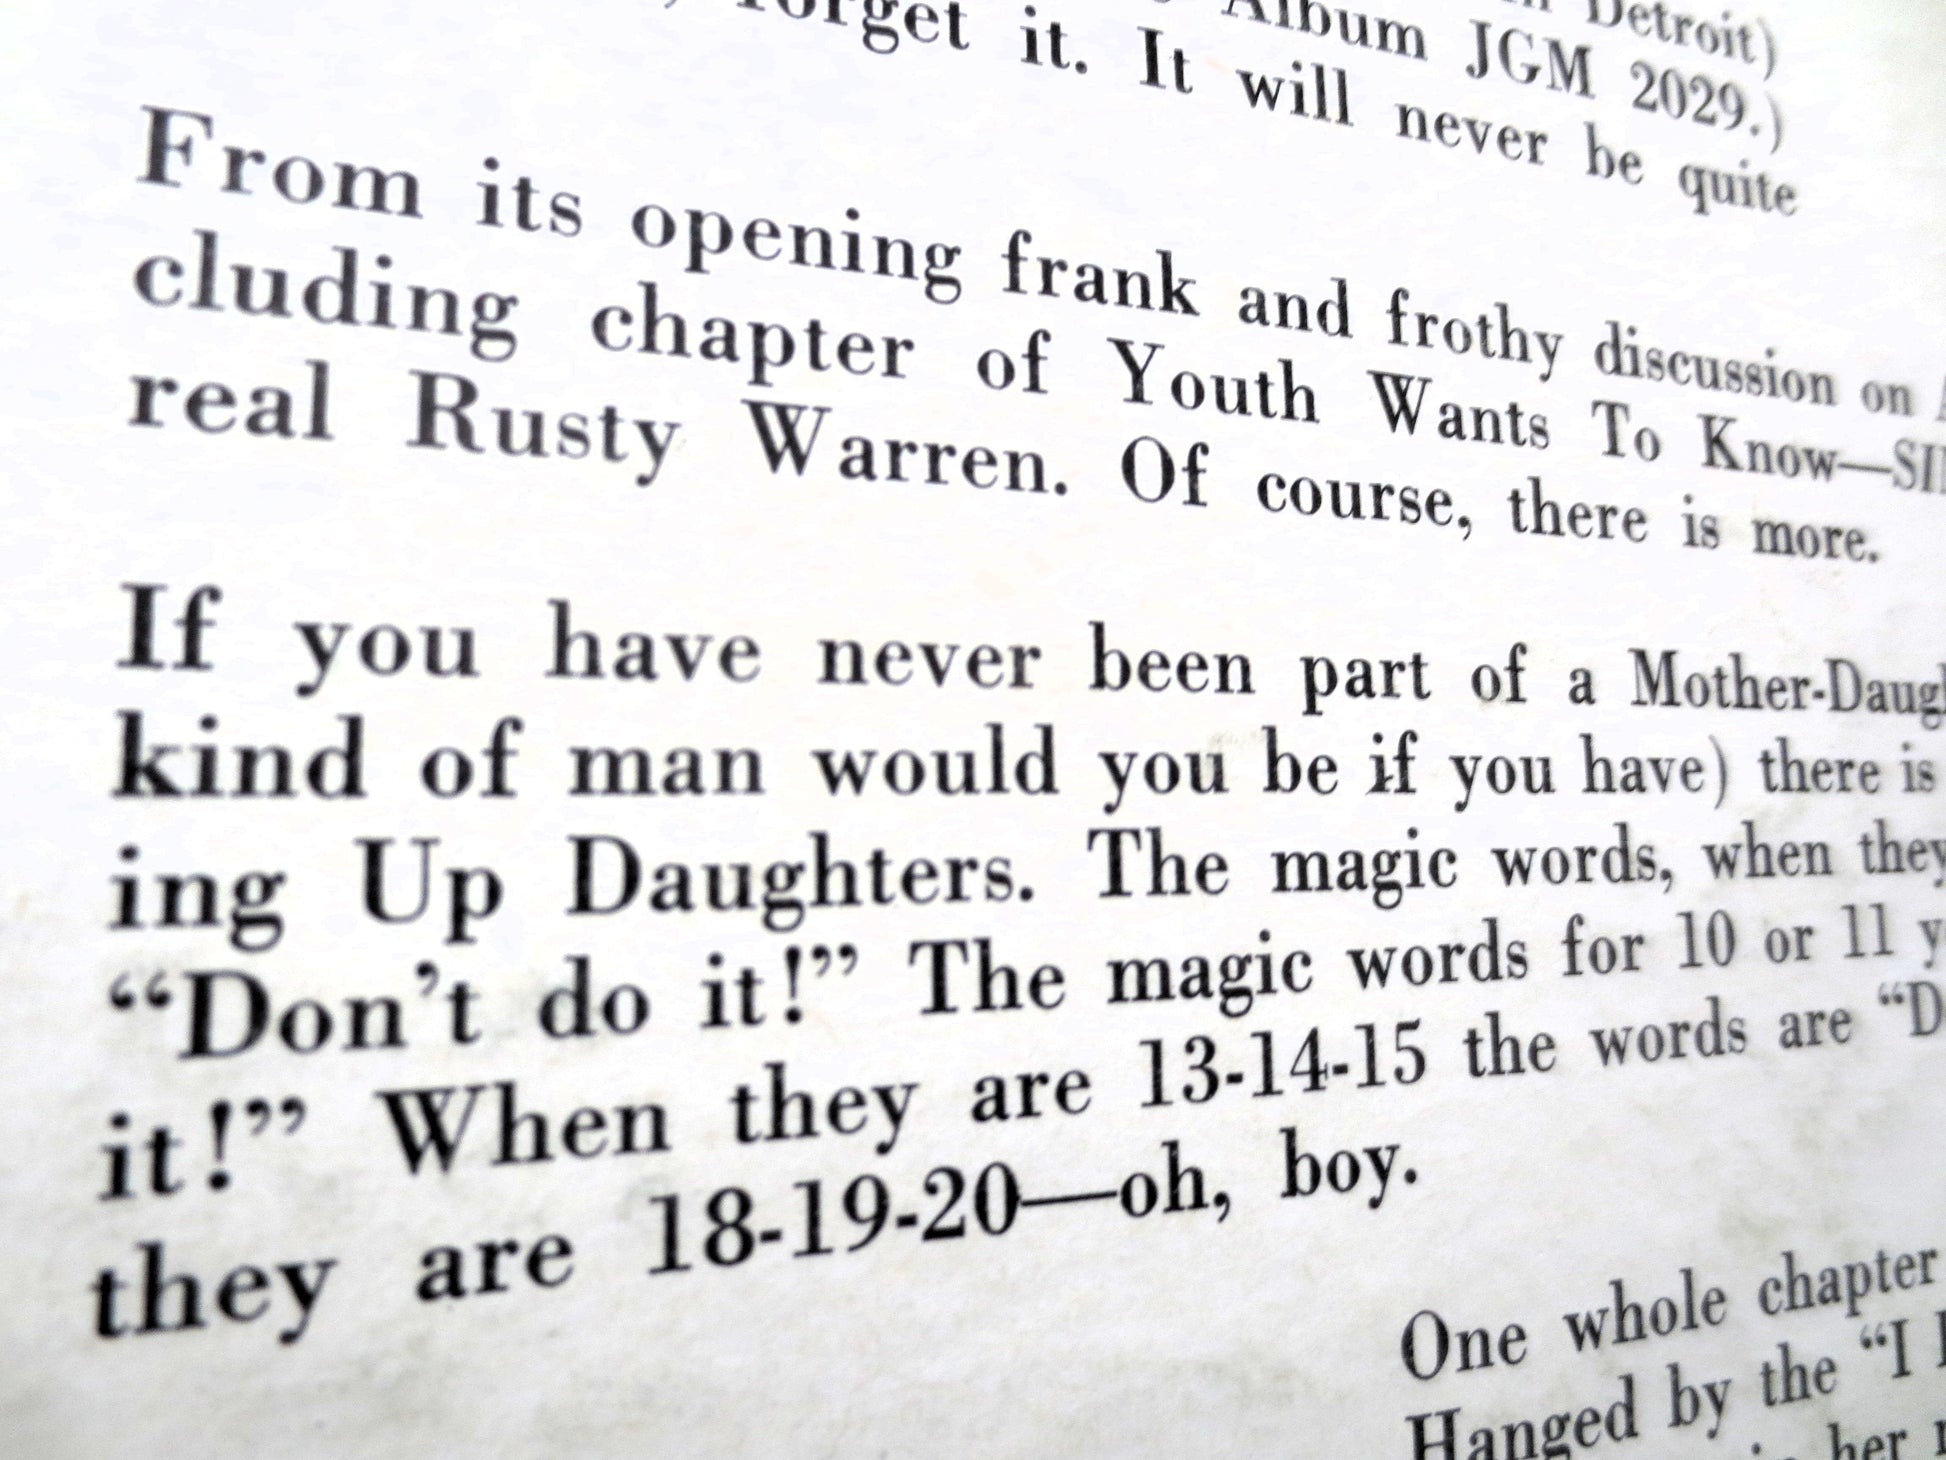 Detroit)
Album JGM 2029.)
forget it. It will never be quite
From its opening frank and frothy discussion on
cluding chapter of Youth Wants To Know—
real Rusty Warren. Of course, there is more.
If you have never been part of a Mother-Daugh
kind of man would you be if you have) there is
ing Up Daughters. The magic words, when they
“Don’t do it!” The magic words for 10 or 11 y
it!” When they are 13-14-15 the words are “D
they are 18-19-20—oh, boy.
One whole chapter
Hanged by the “I
her